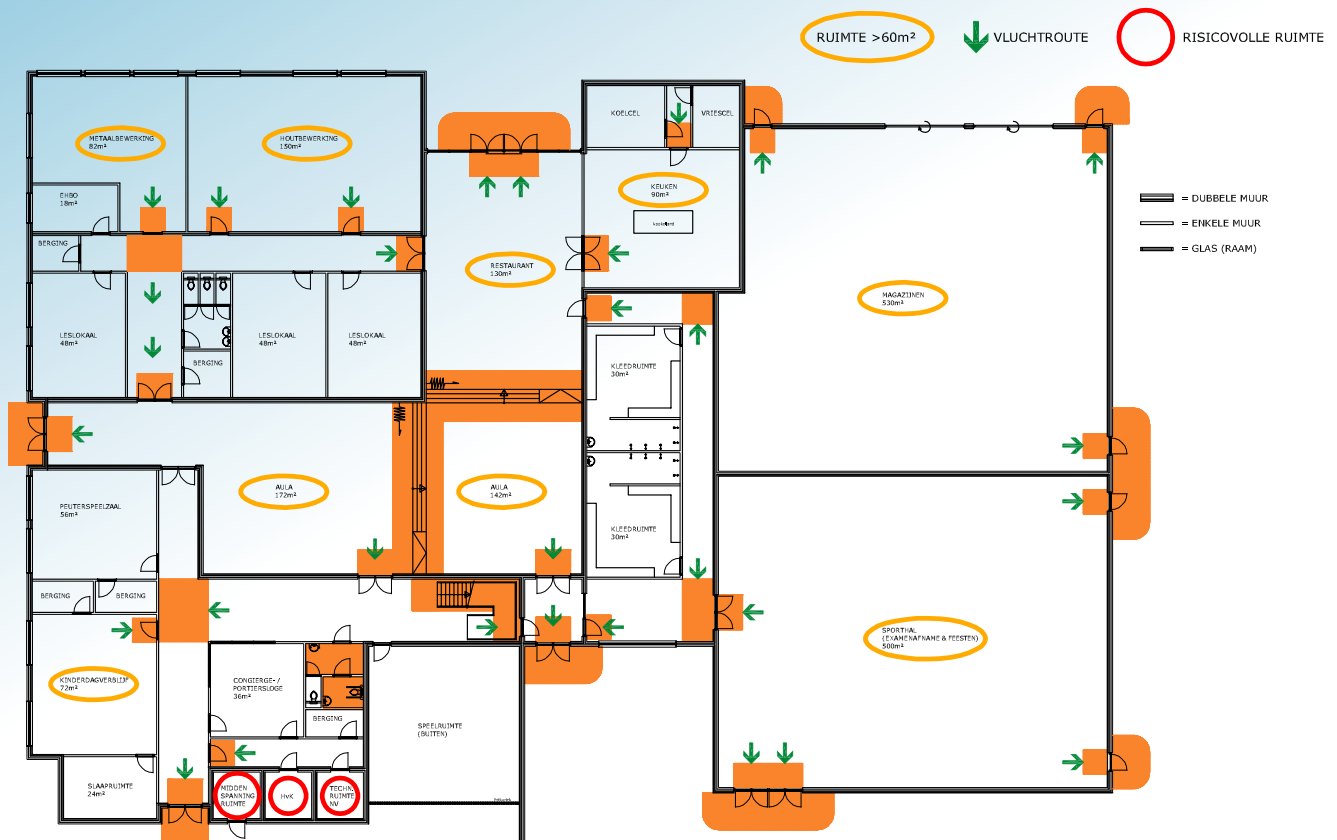 RUIMTE >60m²
VLUCHTROUTE
RISICOVOLLE RUIMTE
= DUBBELE MUUR
= ENKELE MUUR
= GLAS (RAAM)
METAALBEWERKING
82m²
HOUTBEWERKING
150m²
KOELCEL
VRIESCEL
EHBO
18m²
KEUKEN
90m²
BERGING
RESTAURANT
130m²
MAGAZIJNEN
530m²
LESLOKAAL
48m²
BERGING
LESLOKAAL
48m²
LESLOKAAL
48m²
KLEEDRUIMTE
30m²
AULA
172m²
AULA
142m²
PEUTERSPEELZAAL
56m²
KLEEDRUIMTE
30m²
BERGING
BERGING
SPORTHAL
(EXAMENAFNAME & FEESTEN)
500m²
KINDERDAGVERBLIJF
72m²
CONCIERGE- /
PORTIERSLOGE
36m²
BERGING
SPEELRUIMTE
(BUITEN)
SLAAPRUIMTE
24m²
MIDDEN
SPANNING
RUIMTE
HVK
TECHN.
RUIMTE
NV